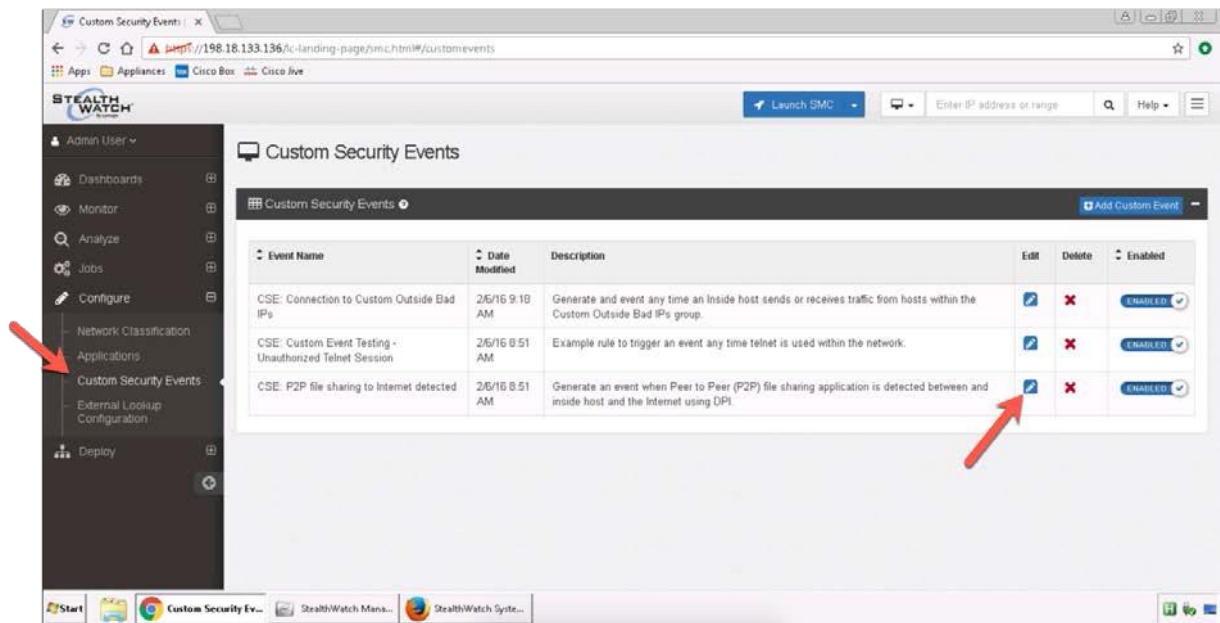 Custom Security Events
https://198.18.133.136/lc-landing-page/smc.html#/customevents
Apps
Appliances
Cisco Box
Cisco live
STEALTH
WATCH
Launch SMC
Enter IP address or range
Help
Admin User
Dashboards
Monitor
Analyze
Jobs
Configure
Network Classification
Applications
Custom Security Events
External Lookup
Configuration
Deploy
Custom Security Events
Custom Security Events
Add Custom Event
Event Name
Date
Modified
Description
Edit
Delete
Enabled
CSE: Connection to Custom Outside Bad
IPs
2/6/16 9:18
AM
Generate and event any time an Inside host sends or receives traffic from hosts within the
Custom Outside Bad IPs group.
ENABLED
CSE: Custom Event Testing -
Unauthorized Telnet Session
2/6/16 8:51
AM
Example rule to trigger an event any time telnet is used within the network.
ENABLED
CSE: P2P file sharing to Internet detected
2/6/16 8:51
AM
Generate an event when Peer to Peer (P2P) file sharing application is detected between and
inside host and the Internet using DPI.
ENABLED
Start
Custom Security Ev...
StealthWatch Mana...
StealthWatch Syste...